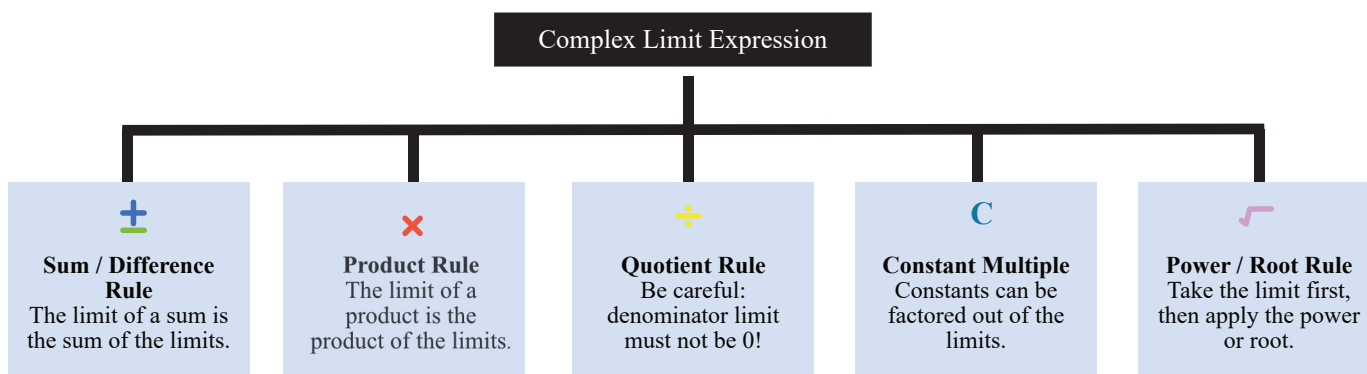 Complex Limit Expression
±
Sum / Difference
Rule
The limit of a sum is
the sum of the limits.
×
Product Rule
The limit of a
product is the
product of the limits.
÷
Quotient Rule
Be careful:
denominator limit
must not be 0!
C
Constant Multiple
Constants can be
factored out of the
limits.
√
Power / Root Rule
Take the limit first,
then apply the power
or root.